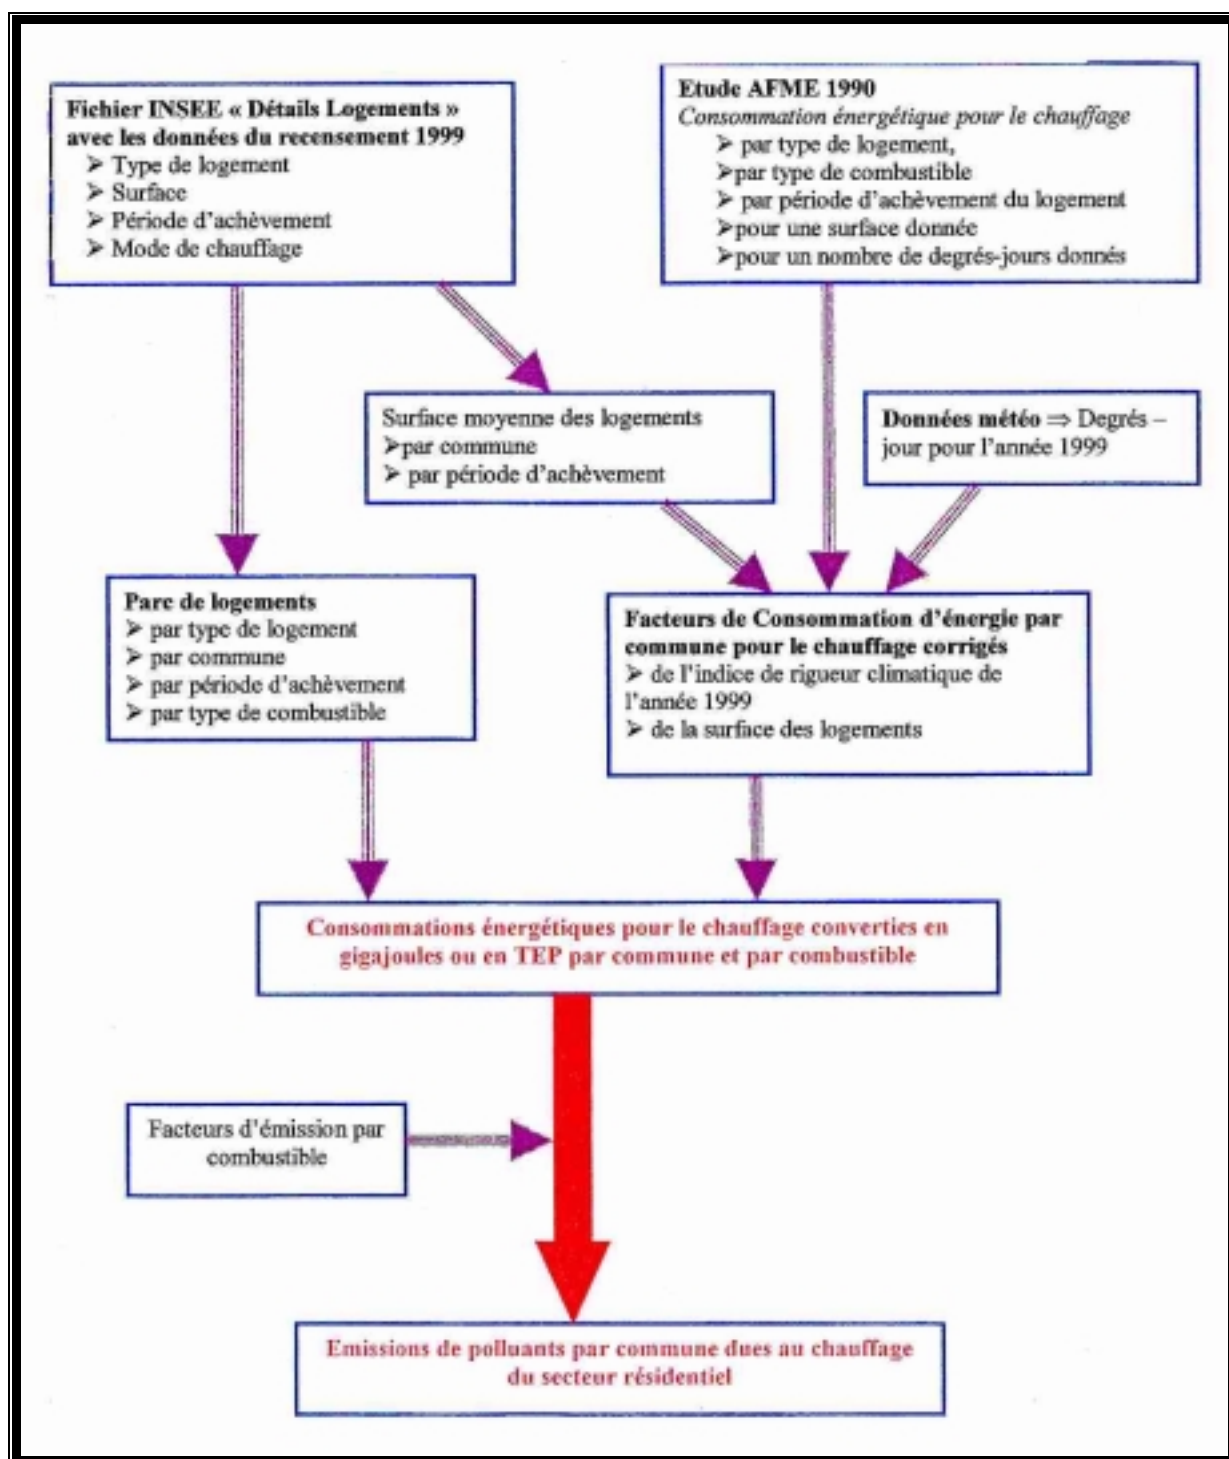 Fichier INSEE « Détails Logements »
avec les données du recensement 1999
➢ Type de logement
➢ Surface
➢ Période d'achèvement
➢ Mode de chauffage
Etude AFME 1990
Consommation énergétique pour le chauffage
➢ par type de logement,
➢par type de combustible
➢ par période d'achèvement du logement
➢pour une surface donnée
➢pour un nombre de degrés-jours donnés
Surface moyenne des logements
➢par commune
➢ par période d'achèvement
Données météo ⇒ Degrés –
jour pour l'année 1999
Parc de logements
➢ par type de logement
➢ par commune
➢ par période d'achèvement
➢ par type de combustible
Facteurs de Consommation d'énergie par
commune pour le chauffage corrigés
➢ de l'indice de rigueur climatique de
l'année 1999
➢ de la surface des logements
Consommations énergétiques pour le chauffage converties en
gigajoules ou en TEP par commune et par combustible
Facteurs d'émission par
combustible
Emissions de polluants par commune dues au chauffage
du secteur résidentiel